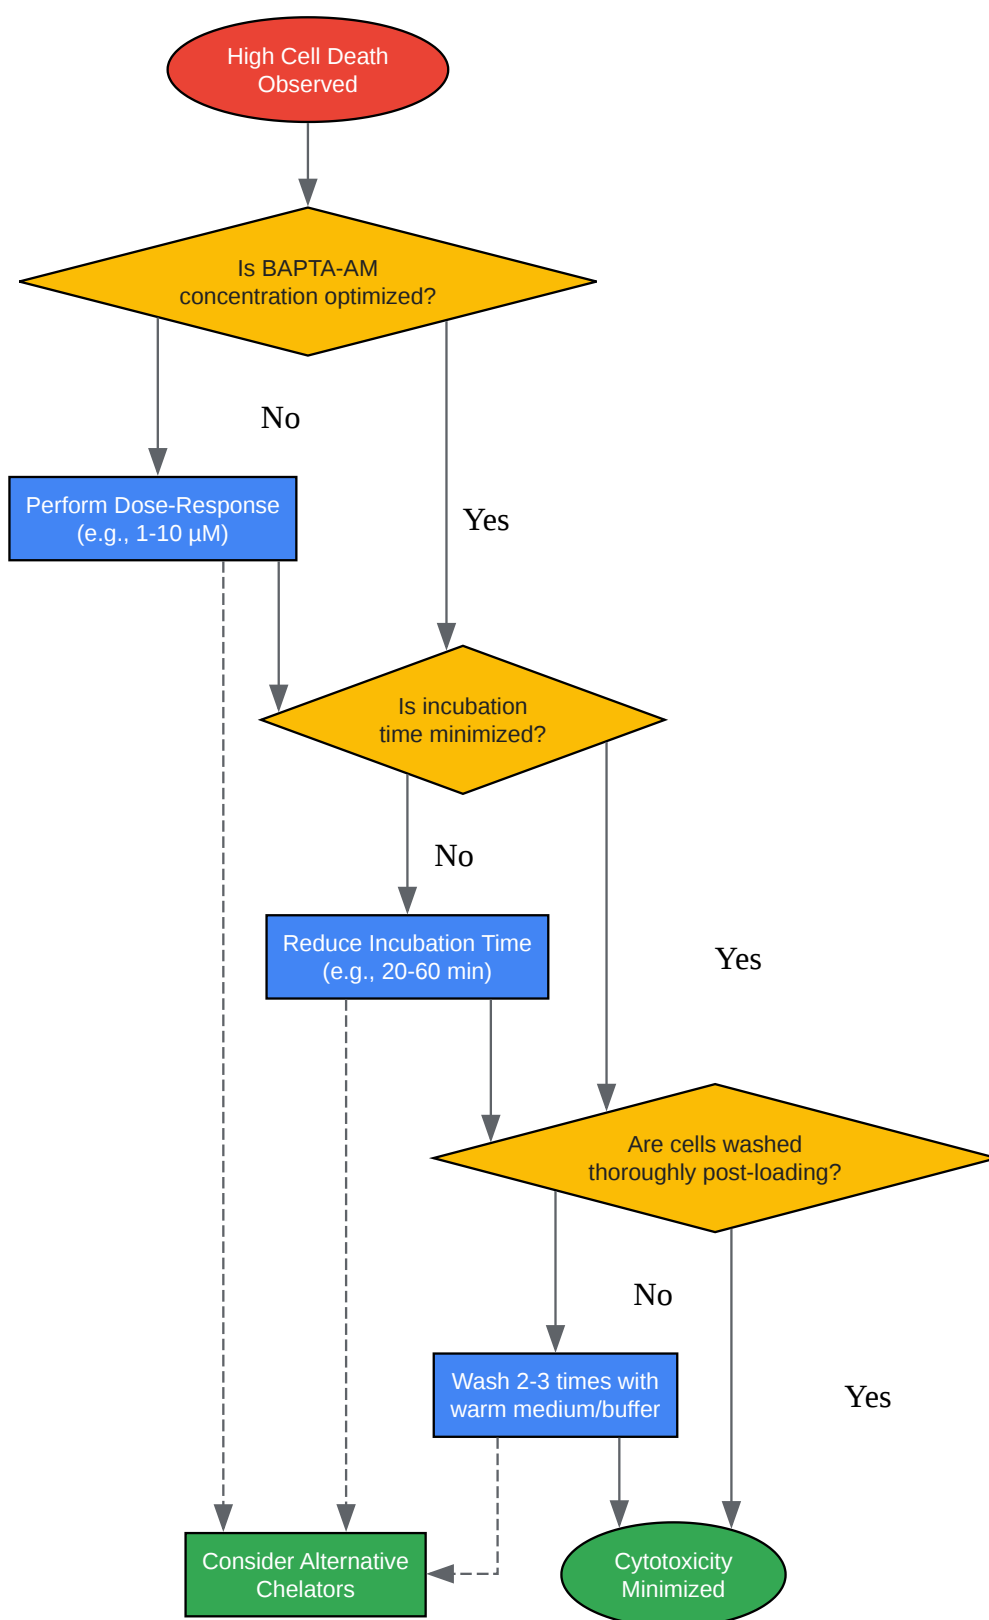 High Cell Death
Observed
Is BAPTA-AM
concentration optimized?
No
Perform Dose-Response
(e.g., 1-10 µM)
Yes
Is incubation
time minimized?
No
Reduce Incubation Time
(e.g., 20-60 min)
Yes
Are cells washed
thoroughly post-loading?
No
Wash 2-3 times with
warm medium/buffer
Yes
Consider Alternative
Chelators
Cytotoxicity
Minimized